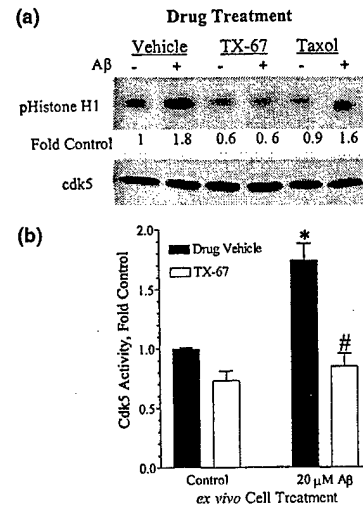 (a)
Drug Treatment
Vehicle TX-67 Taxol
Aβ - + - + - +
pHistone H1
Fold Control 1 1.8 0.6 0.6 0.9 1.6
cdk5
(b)
Cdk5 Activity, Fold Control
2.0
1.5
1.0
0.5
0.0
Drug Vehicle
TX-67
*
#
Control 20 μM Aβ
ex vivo Cell Treatment